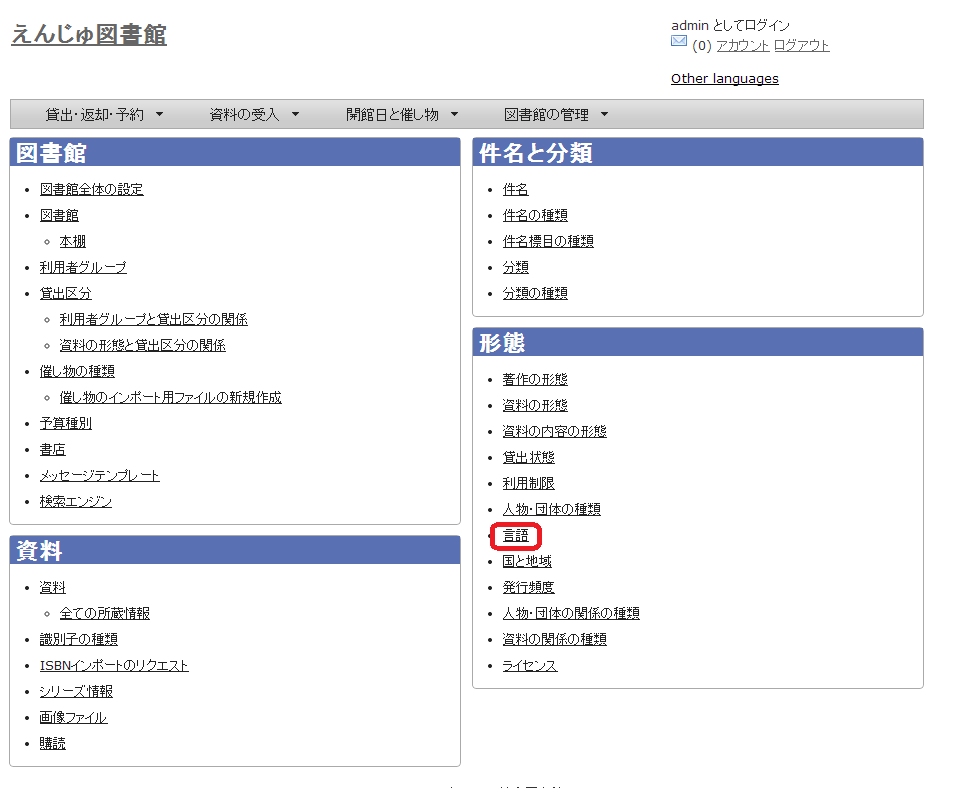 えんじゅ図書館
admin としてログイン
(0) アカウント ログアウト
Other languages
貸出・返却・予約 ▼ 資料の受入 ▼ 開館日と催し物 ▼ 図書館の管理 ▼
図書館
図書館全体の設定
図書館
本棚
利用者グループ
貸出区分
利用者グループと貸出区分の関係
資料の形態と貸出区分の関係
催し物の種類
催し物のインポート用ファイルの新規作成
予算種別
書店
メッセージテンプレート
検索エンジン
資料
資料
全ての所蔵情報
識別子の種類
ISBNインポートのリクエスト
シリーズ情報
画像ファイル
購読
件名と分類
件名
件名の種類
件名標目の種類
分類
分類の種類
形態
著作の形態
資料の形態
資料の内容の形態
貸出状態
利用制限
人物・団体の種類
言語
国と地域
発行頻度
人物・団体の関係の種類
資料の関係の種類
ライセンス